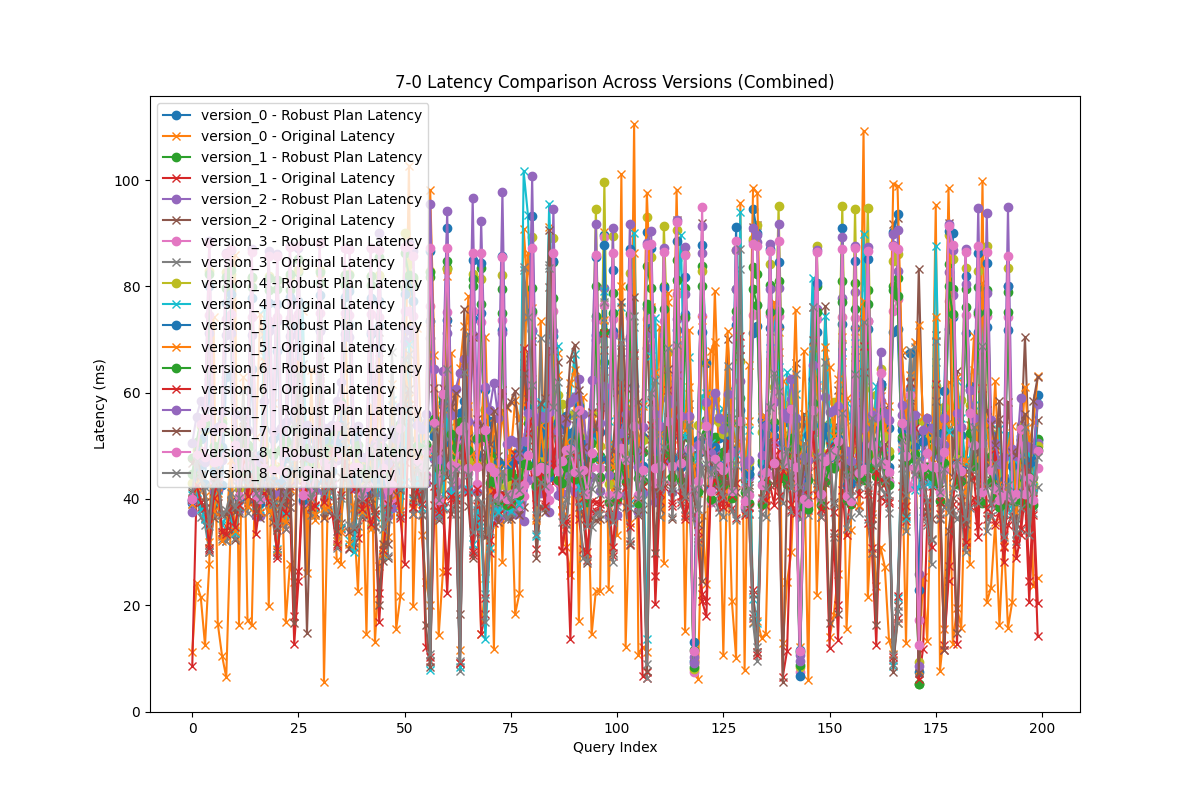 7-0 Latency Comparison Across Versions (Combined)
version_0 - Robust Plan Latency
version_0 - Original Latency
version_1 - Robust Plan Latency
version_1 - Original Latency
version_2 - Robust Plan Latency
version_2 - Original Latency
version_3 - Robust Plan Latency
version_3 - Original Latency
version_4 - Robust Plan Latency
version_4 - Original Latency
version_5 - Robust Plan Latency
version_5 - Original Latency
version_6 - Robust Plan Latency
version_6 - Original Latency
version_7 - Robust Plan Latency
version_7 - Original Latency
version_8 - Robust Plan Latency
version_8 - Original Latency
Latency (ms)
100
80
60
40
20
0
0 25 50 75 100 125 150 175 200
Query Index